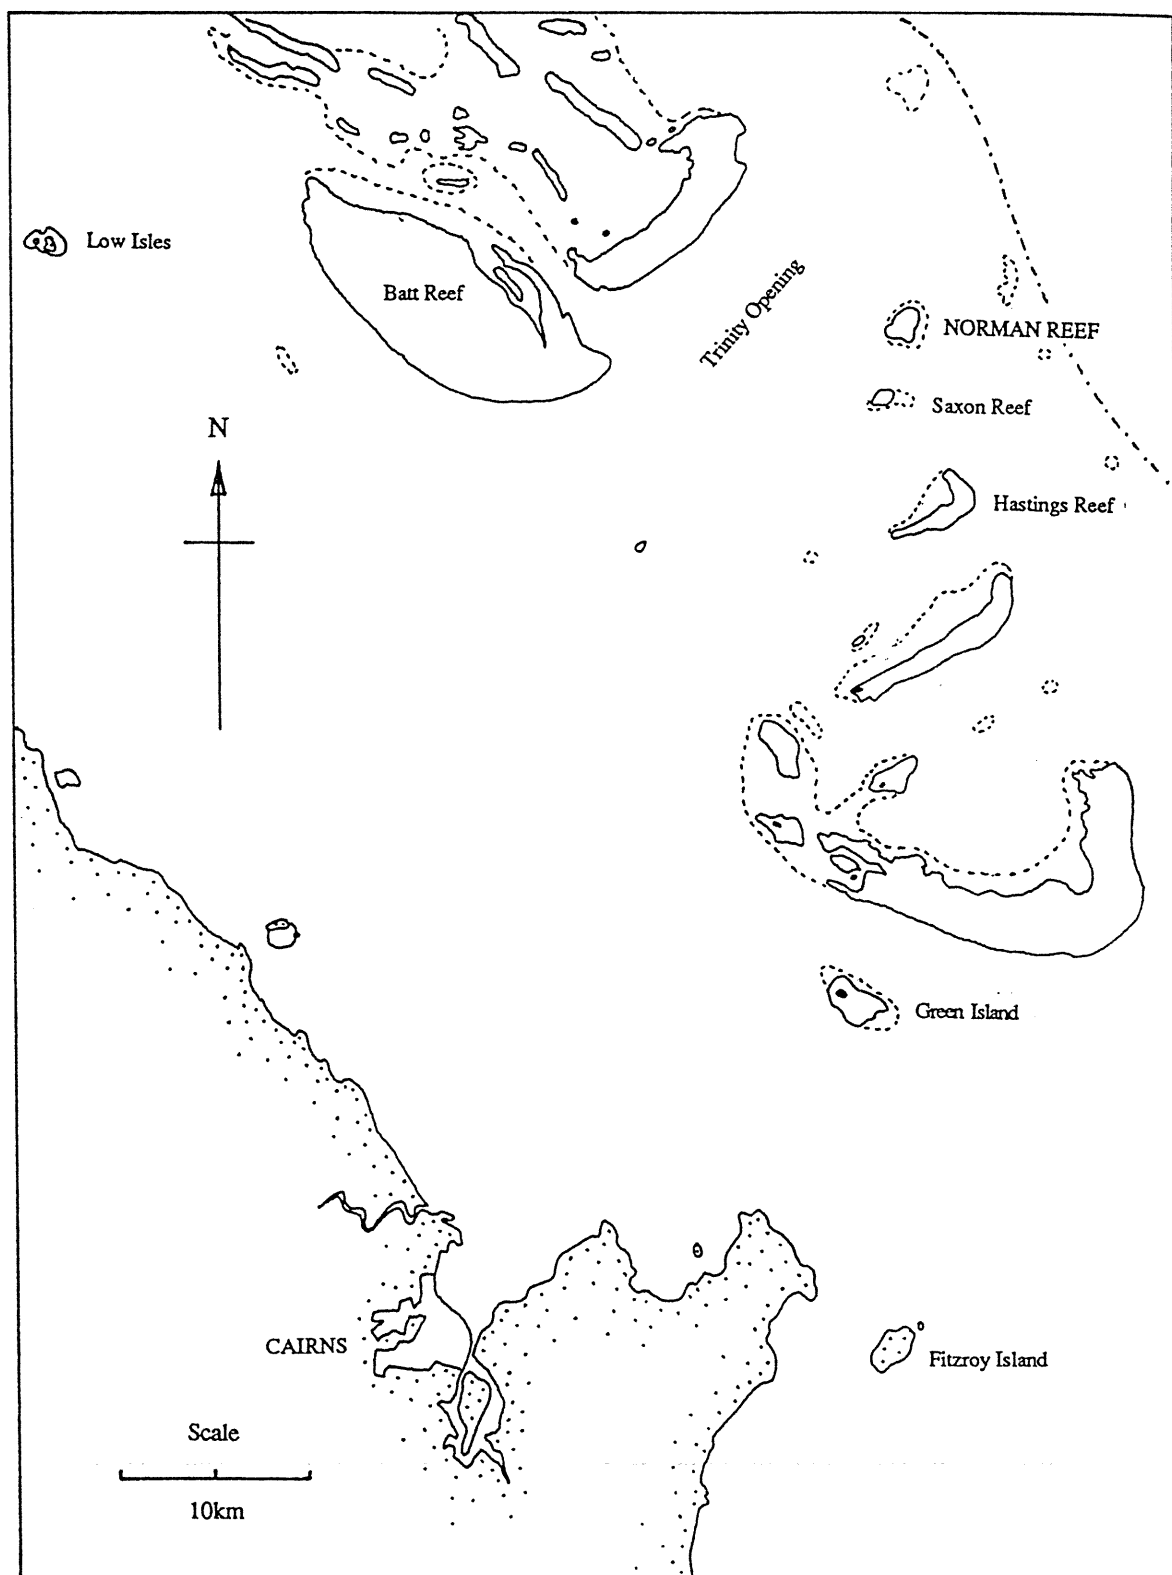 Low Isles
Batt Reef
Trinity Opening
NORMAN REEF
Saxon Reef
N
Hastings Reef
Green Island
CAIRNS
Fitzroy Island
Scale
10km